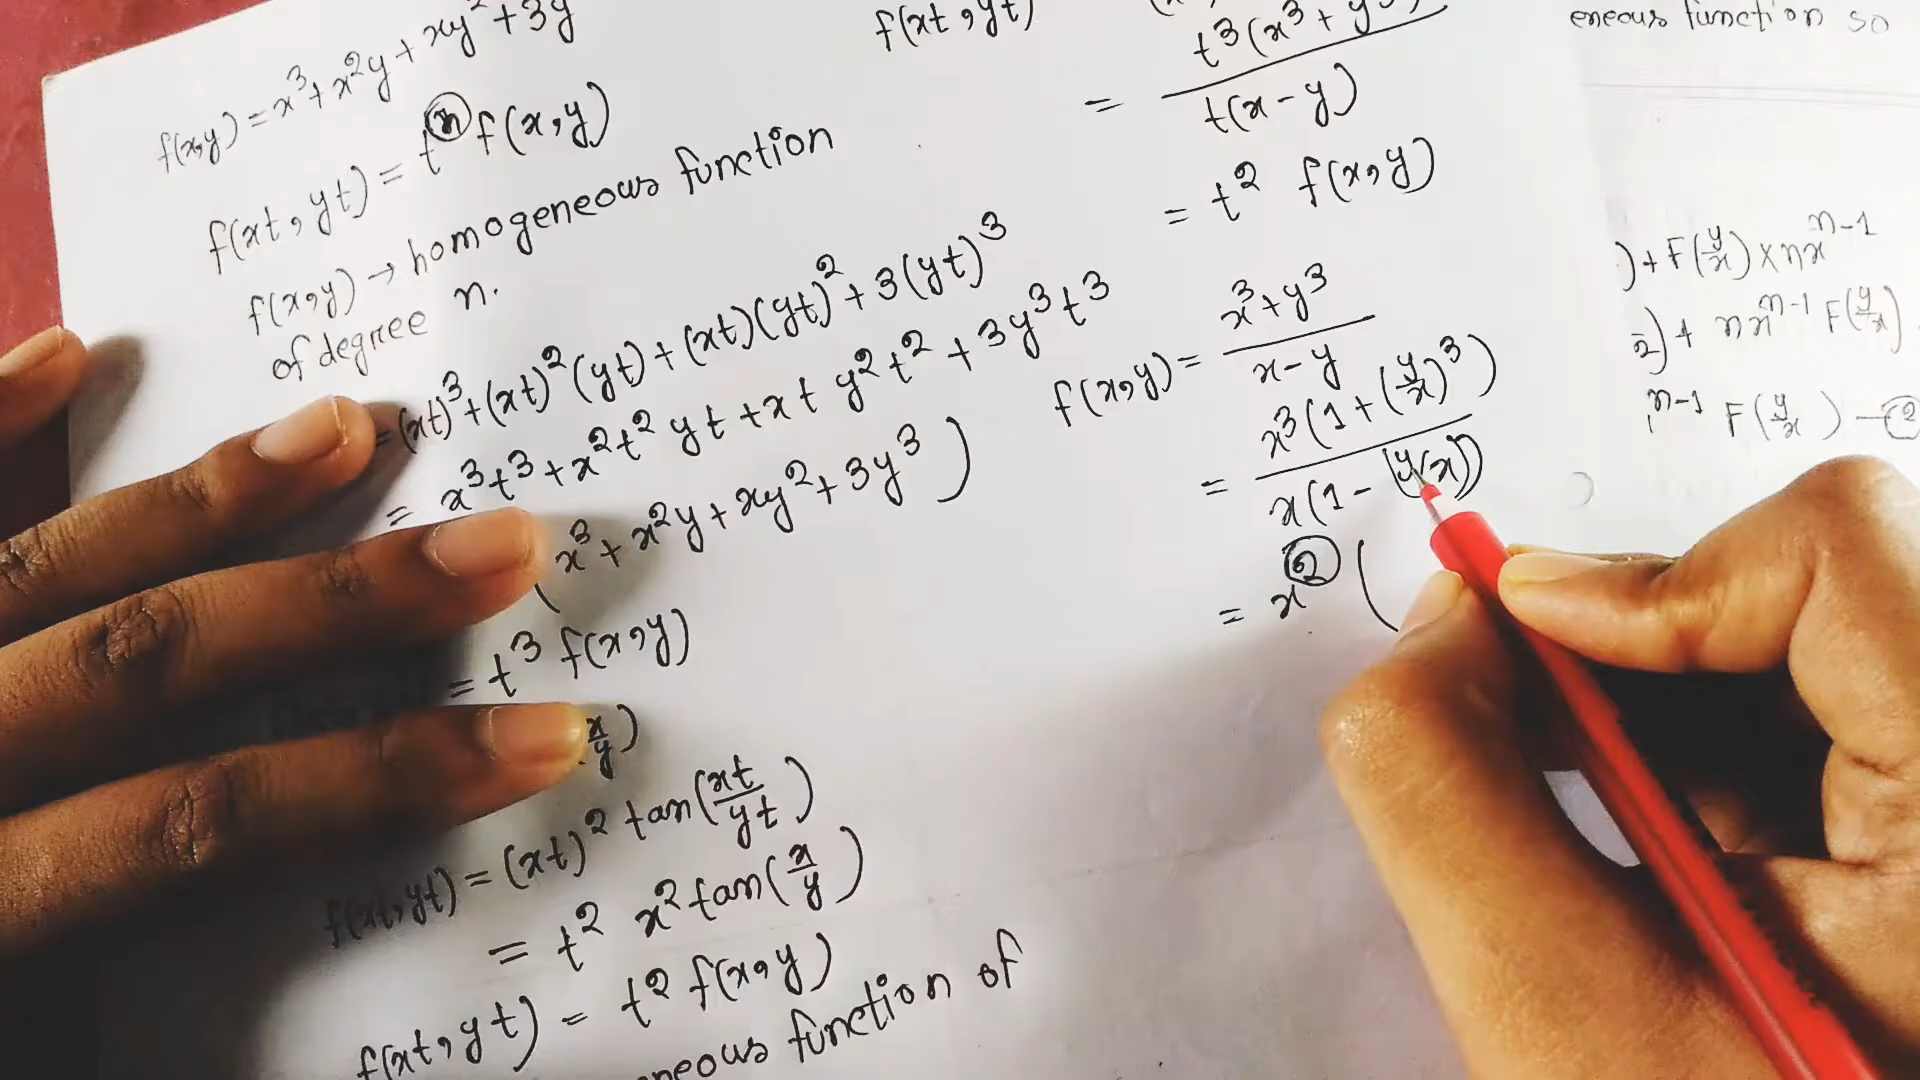 f(x,y) = x³ + x²y + xy² + 3y
f(xt, yt) = tⁿ f(x,y)
f(x,y) → homogeneous function
of degree n.
= (xt)³ + (xt)² (yt) + (xt)(yt)² + 3(yt)³
= x³t³ + x²t² yt + xt y²t² + 3y³t³
(x³ + x²y + xy² + 3y³)
= t³ f(x,y)
x/y)
f(xt,yt) = (xt)² tan(xt/yt)
= t² x² tan(x/y)
f(xt, yt) = t² f(x,y)
neous function of
f(xt, yt)
= t³(x³ + y / t(x-y)
= t² f(x,y)
f(x,y) = x³+y³ / x-y
= x³(1+(y/x)³) / x(1-(y/x))
= x² (
eneous function so
) + F(y/x) × nxⁿ⁻¹
2) + nxⁿ⁻¹ F(y/x)
n-1 F(y/x) — ②